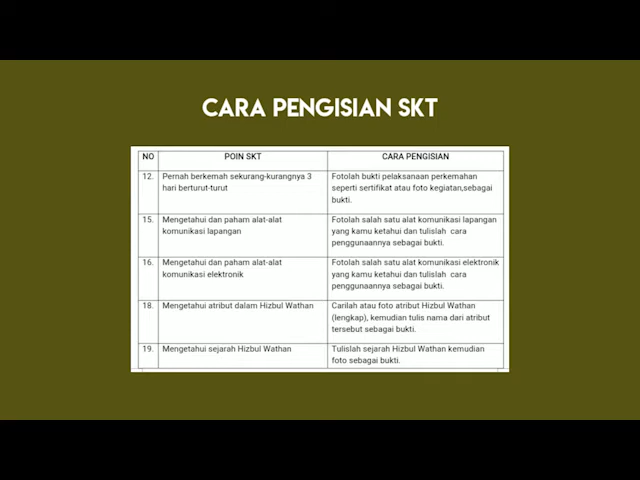 CARA PENGISIAN SKT
NO POIN SKT CARA PENGISIAN
12. Pernah berkemah sekurang-kurangnya 3 Fotolah bukti pelaksanaan perkemahan
hari berturut-turut seperti sertifikat atau foto kegiatan,sebagai
bukti.
15. Mengetahui dan paham alat-alat Fotolah salah satu alat komunikasi lapangan
komunikasi lapangan yang kamu ketahui dan tulislah cara
penggunaannya sebagai bukti.
16. Mengetahui dan paham alat-alat Fotolah salah satu alat komunikasi elektronik
komunikasi elektronik yang kamu ketahui dan tulislah cara
penggunaannya sebagai bukti.
18. Mengetahui atribut dalam Hizbul Wathan Carilah atau foto atribut Hizbul Wathan
(lengkap), kemudian tulis nama dari atribut
tersebut sebagai bukti.
19. Mengetahui sejarah Hizbul Wathan Tulislah sejarah Hizbul Wathan kemudian
foto sebagai bukti.